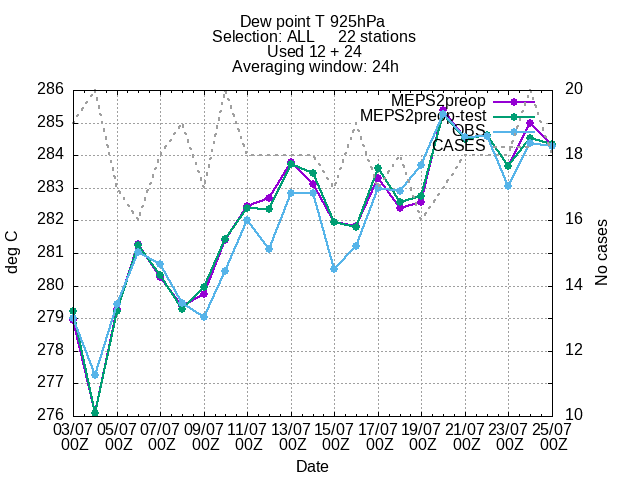 Dew point T 925hPa
Selection: ALL 22 stations
Used 12 + 24
Averaging window: 24h
286
285
284
283
282
281
280
279
278
277
276
deg C
MEPS2preop
MEPS2preop-test
OBS
CASES
20
18
16
14
12
10
No cases
03/07 05/07 07/07 09/07 11/07 13/07 15/07 17/07 19/07 21/07 23/07 25/07
00Z 00Z 00Z 00Z 00Z 00Z 00Z 00Z 00Z 00Z 00Z 00Z
Date